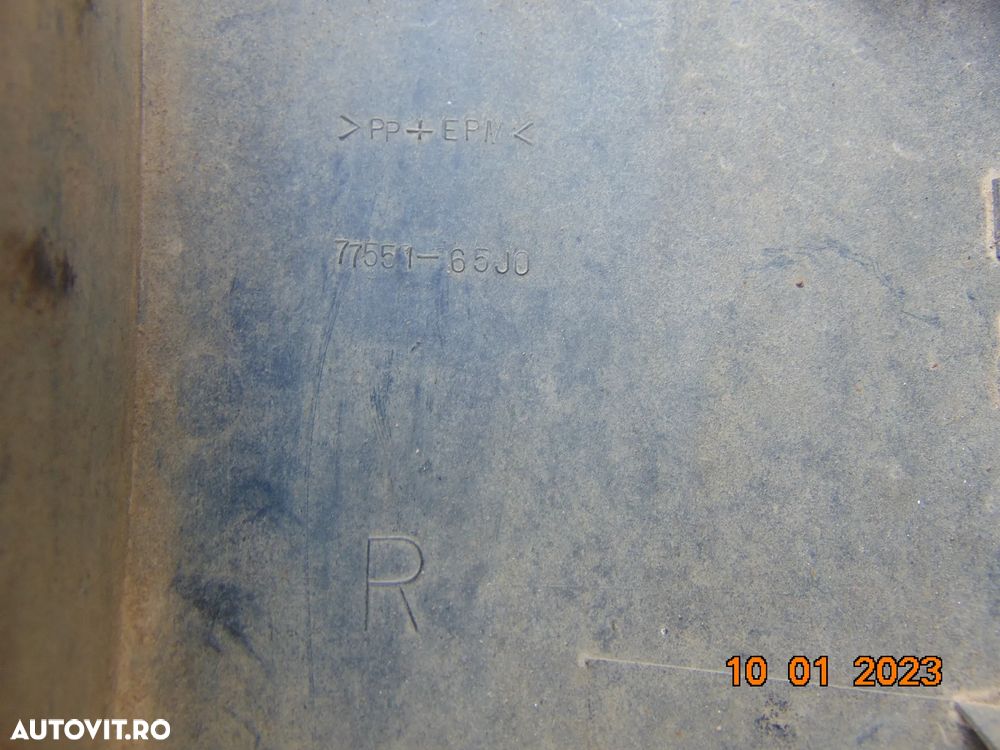 >PP+EPM<
77551-65J0
R
10 01 2023
AUTOVIT.RO